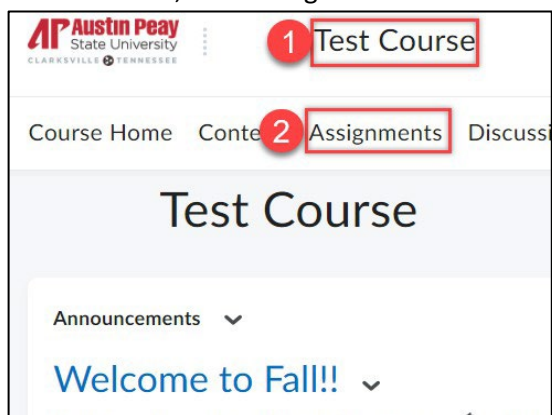 AP Austin Peay
State University
CLARKSVILLE TENNESSEE
1 Test Course
Course Home Conte 2 Assignments Discussi
Test Course
Announcements
Welcome to Fall!!